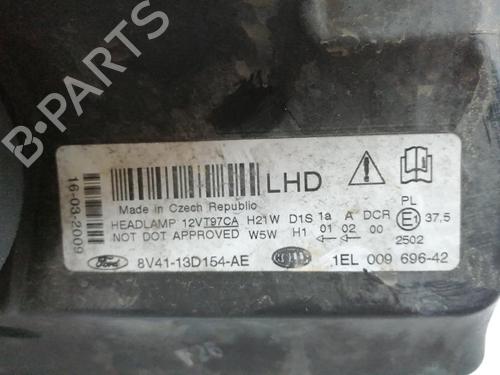 B-PARTS
LHD
16-03-2009
Made in Czech Republic
PL
HEADLAMP 12V T97CA H21W D1S 1a A DCR E1 37.5
NOT DOT APPROVED W5W H1 01 02 00
2502
Ford 8V41-13D154-AE HELLA 1EL 009 696-42
F26